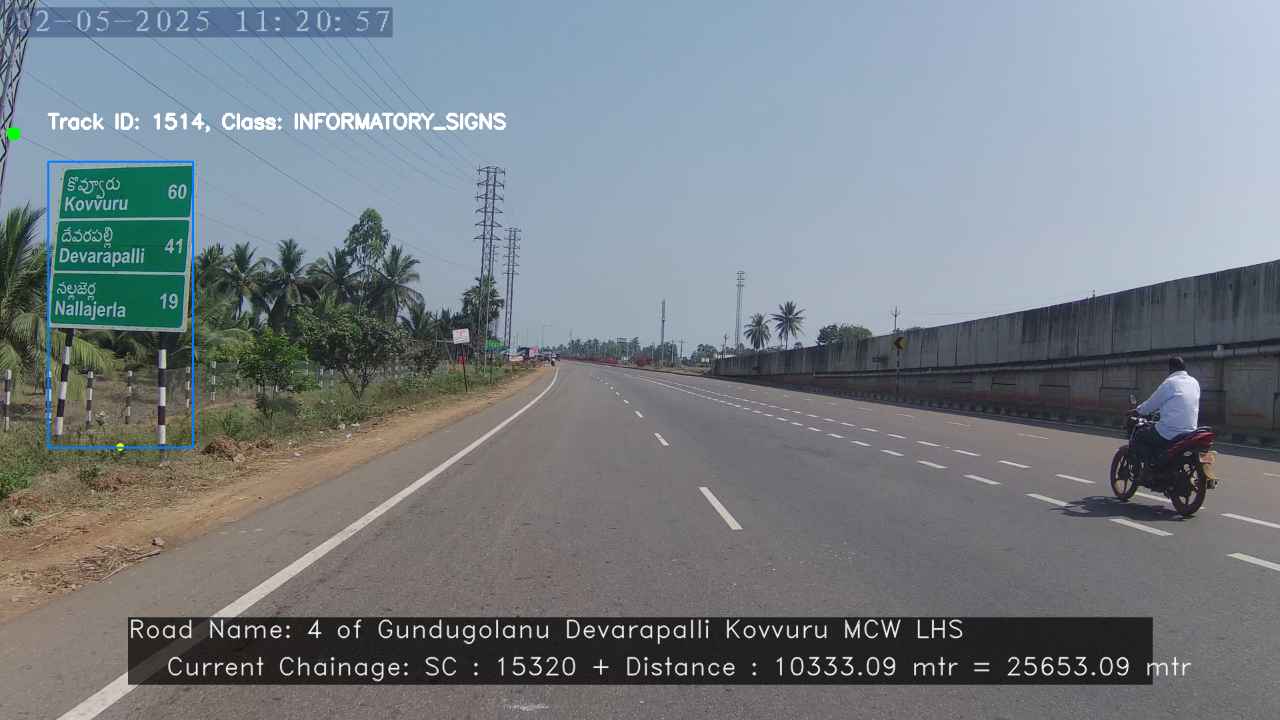 02-05-2025 11:20:57
Track ID: 1514, Class: INFORMATORY_SIGNS
కొవ్వూరు
Kovvuru 60
దేవరపల్లి
Devarapalli 41
నల్లజెర్ల
Nallajerla 19
Road Name: 4 of Gundugolanu Devarapalli Kovvuru MCW LHS
Current Chainage: SC : 15320 + Distance : 10333.09 mtr = 25653.09 mtr